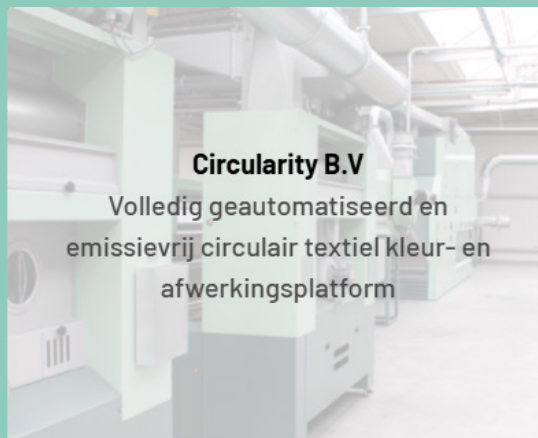 Circularity B.V
Volledig geautomatiseerd en
emissievrij circulair textiel kleur- en
afwerkingsplatform